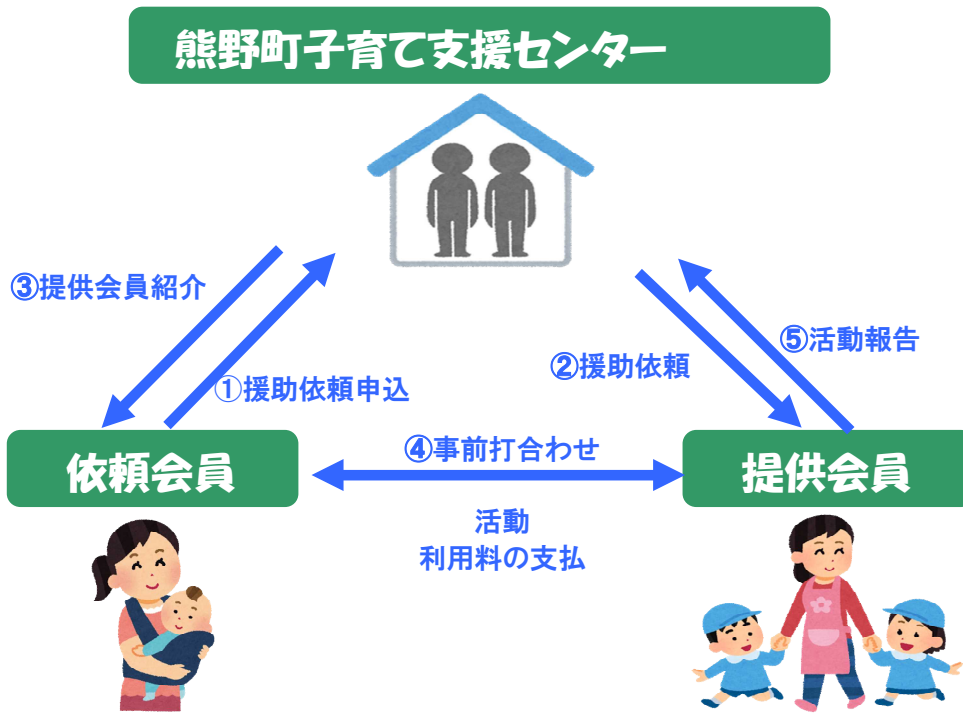 熊野町子育て支援センター
③提供会員紹介
①援助依頼申込
②援助依頼
⑤活動報告
依頼会員
④事前打合わせ
提供会員
活動
利用料の支払